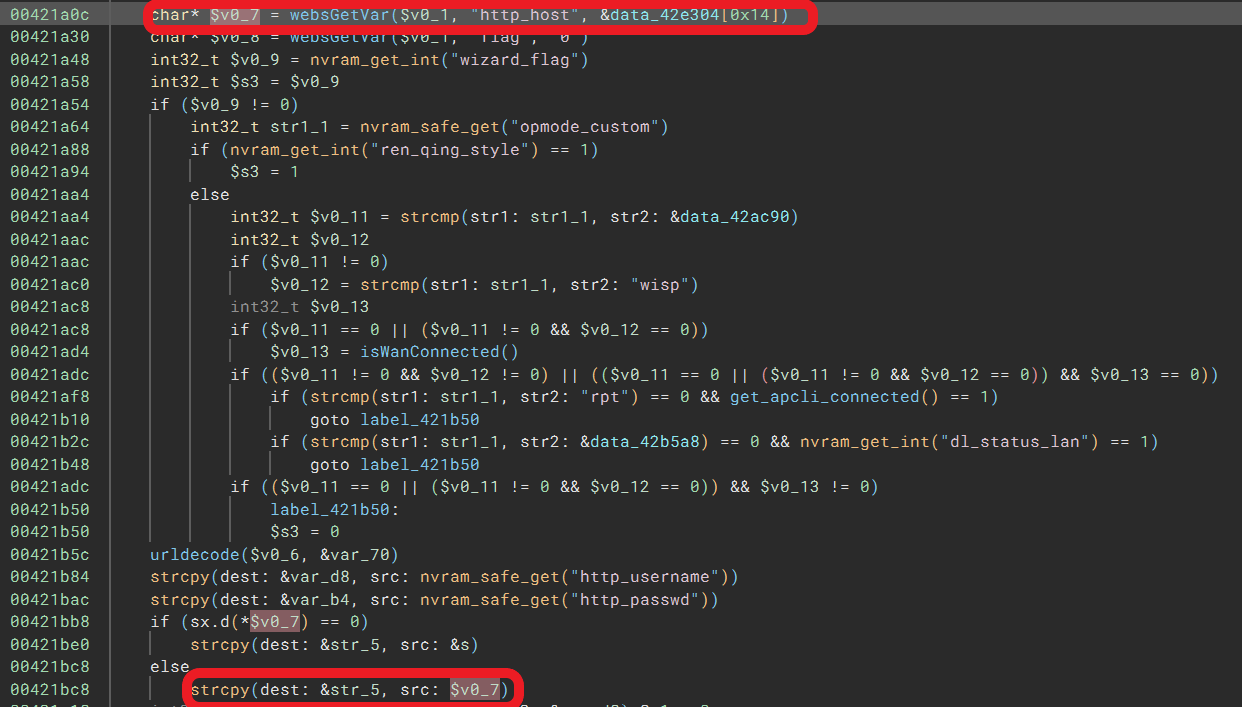 00421a0c char* $v0_7 = websGetVar($v0_1, "http_host", &data_42e304[0x14])
00421a30 char* $v0_8 = websGetVar($v0_1, "flag", "0")
00421a48 int32_t $v0_9 = nvram_get_int("wizard_flag")
00421a58 int32_t $s3 = $v0_9
00421a54 if ($v0_9 != 0)
00421a64 int32_t str1_1 = nvram_safe_get("opmode_custom")
00421a88 if (nvram_get_int("ren_qing_style") == 1)
00421a94 $s3 = 1
00421aa4 else
00421aa4 int32_t $v0_11 = strcmp(str1: str1_1, str2: &data_42ac90)
00421aac int32_t $v0_12
00421aac if ($v0_11 != 0)
00421ac0 $v0_12 = strcmp(str1: str1_1, str2: "wisp")
00421ac8 int32_t $v0_13
00421ac8 if ($v0_11 == 0 || ($v0_11 != 0 && $v0_12 == 0))
00421ad4 $v0_13 = isWanConnected()
00421adc if (($v0_11 != 0 && $v0_12 != 0) || (($v0_11 == 0 || ($v0_11 != 0 && $v0_12 == 0)) && $v0_13 == 0))
00421af8 if (strcmp(str1: str1_1, str2: "rpt") == 0 && get_apcli_connected() == 1)
00421b10 goto label_421b50
00421b2c if (strcmp(str1: str1_1, str2: &data_42b5a8) == 0 && nvram_get_int("dl_status_lan") == 1)
00421b48 goto label_421b50
00421adc if (($v0_11 == 0 || ($v0_11 != 0 && $v0_12 == 0)) && $v0_13 != 0)
00421b50 label_421b50:
00421b50 $s3 = 0
00421b5c urldecode($v0_6, &var_70)
00421b84 strcpy(dest: &var_d8, src: nvram_safe_get("http_username"))
00421bac strcpy(dest: &var_b4, src: nvram_safe_get("http_passwd"))
00421bb8 if (sx.d(*$v0_7) == 0)
00421be0 strcpy(dest: &str_5, src: &s)
00421bc8 else
00421bc8 strcpy(dest: &str_5, src: $v0_7)